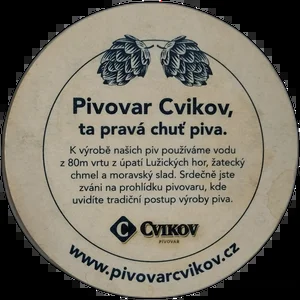 Pivovar Cvikov,
ta pravá chuť piva.
K výrobě našich piv používáme vodu
z 80m vrtu z úpatí Lužických hor, žatecký
chmel a moravský slad. Srdečně jste
zváni na prohlídku pivovaru, kde
uvidíte tradiční postup výroby piva.
C CVIKOV
PIVOVAR
www.pivovarcvikov.cz